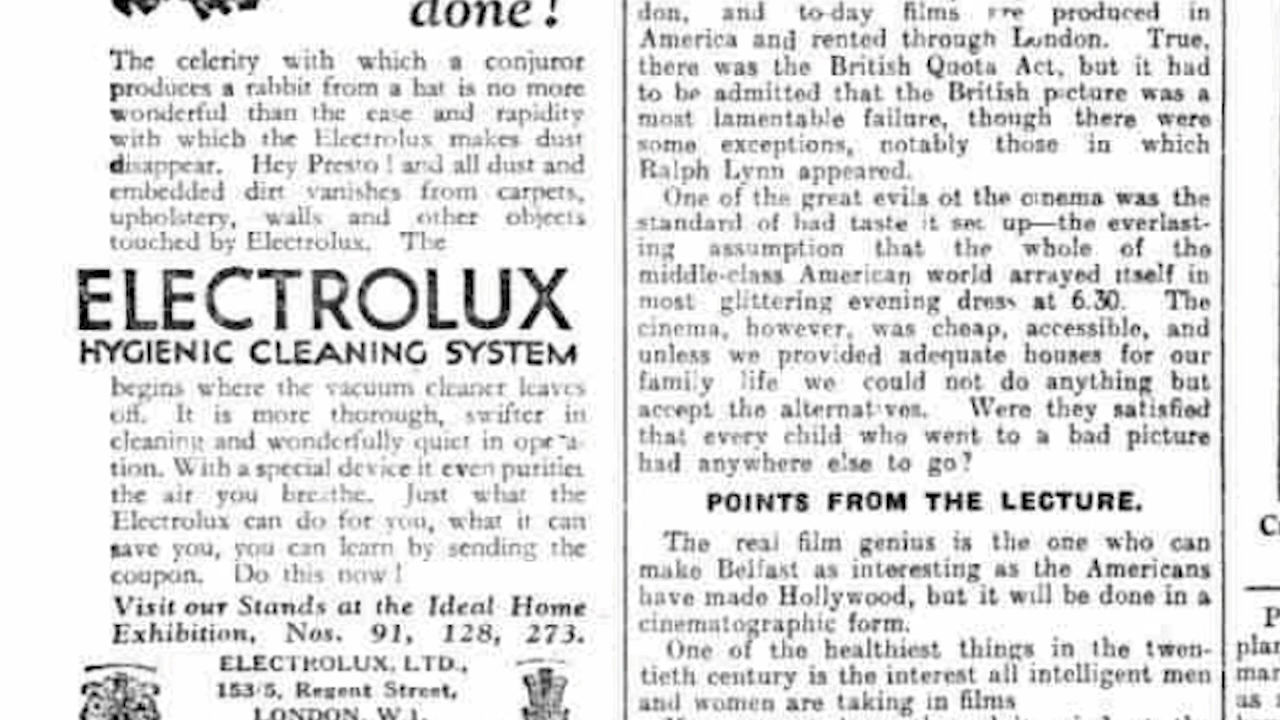 done!
The celerity with which a conjuror
produces a rabbit from a hat is no more
wonderful than the ease and rapidity
with which the Electrolux makes dust
disappear. Hey Presto! and all dust and
embedded dirt vanishes from carpets,
upholstery, walls and other objects
touched by Electrolux. The
ELECTROLUX
HYGIENIC CLEANING SYSTEM
begins where the vacuum cleaner leaves
off. It is more thorough, swifter in
cleaning and wonderfully quiet in opera-
tion. With a special device it even purifies
the air you breathe. Just what the
Electrolux can do for you, what it can
save you, you can learn by sending the
coupon. Do this now!
Visit our Stands at the Ideal Home
Exhibition, Nos. 91, 128, 273.
ELECTROLUX, LTD.,
153/5, Regent Street,
LONDON, W.1.
don, and to-day films are produced in
America and rented through London. True,
there was the British Quota Act, but it had
to be admitted that the British picture was a
most lamentable failure, though there were
some exceptions, notably those in which
Ralph Lynn appeared.
One of the great evils of the cinema was the
standard of bad taste it set up—the everlast-
ing assumption that the whole of the
middle-class American world arrayed itself in
most glittering evening dress at 6.30. The
cinema, however, was cheap, accessible, and
unless we provided adequate houses for our
family life we could not do anything but
accept the alternatives. Were they satisfied
that every child who went to a bad picture
had anywhere else to go?
POINTS FROM THE LECTURE.
The real film genius is the one who can
make Belfast as interesting as the Americans
have made Hollywood, but it will be done in a
cinematographic form.
One of the healthiest things in the twen-
tieth century is the interest all intelligent men
and women are taking in films
C
P
plan
mar
as